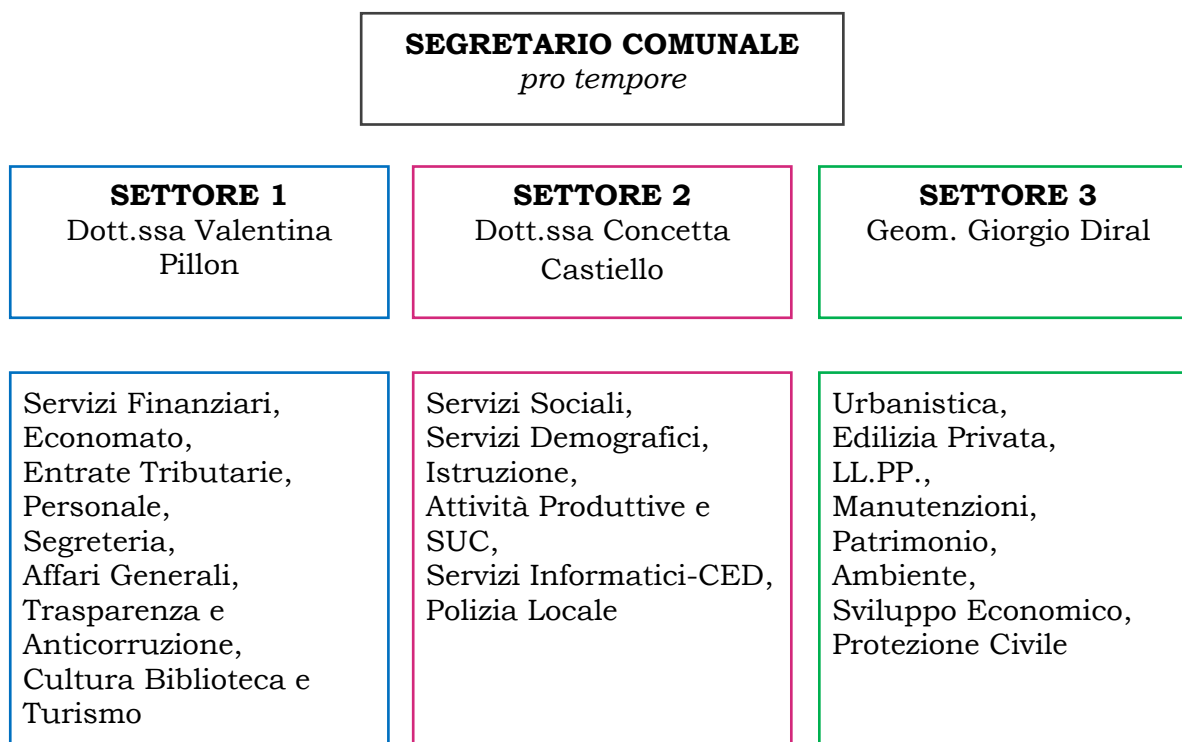 SEGRETARIO COMUNALE
pro tempore
SETTORE 1
Dott.ssa Valentina
Pillon
SETTORE 2
Dott.ssa Concetta
Castiello
SETTORE 3
Geom. Giorgio Diral
Servizi Finanziari,
Economato,
Entrate Tributarie,
Personale,
Segreteria,
Affari Generali,
Trasparenza e
Anticorruzione,
Cultura Biblioteca e
Turismo
Servizi Sociali,
Servizi Demografici,
Istruzione,
Attività Produttive e
SUC,
Servizi Informatici-CED,
Polizia Locale
Urbanistica,
Edilizia Privata,
LL.PP.,
Manutenzioni,
Patrimonio,
Ambiente,
Sviluppo Economico,
Protezione Civile